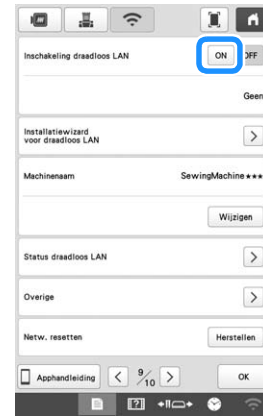 Inschakeling draadloos LAN
ON
OFF
Geen
Installatiewizard
voor draadloos LAN
Machinenaam
SewingMachine★★★
Wijzigen
Status draadloos LAN
Overige
Netw. resetten
Herstellen
Apphandleiding
9/10
OK